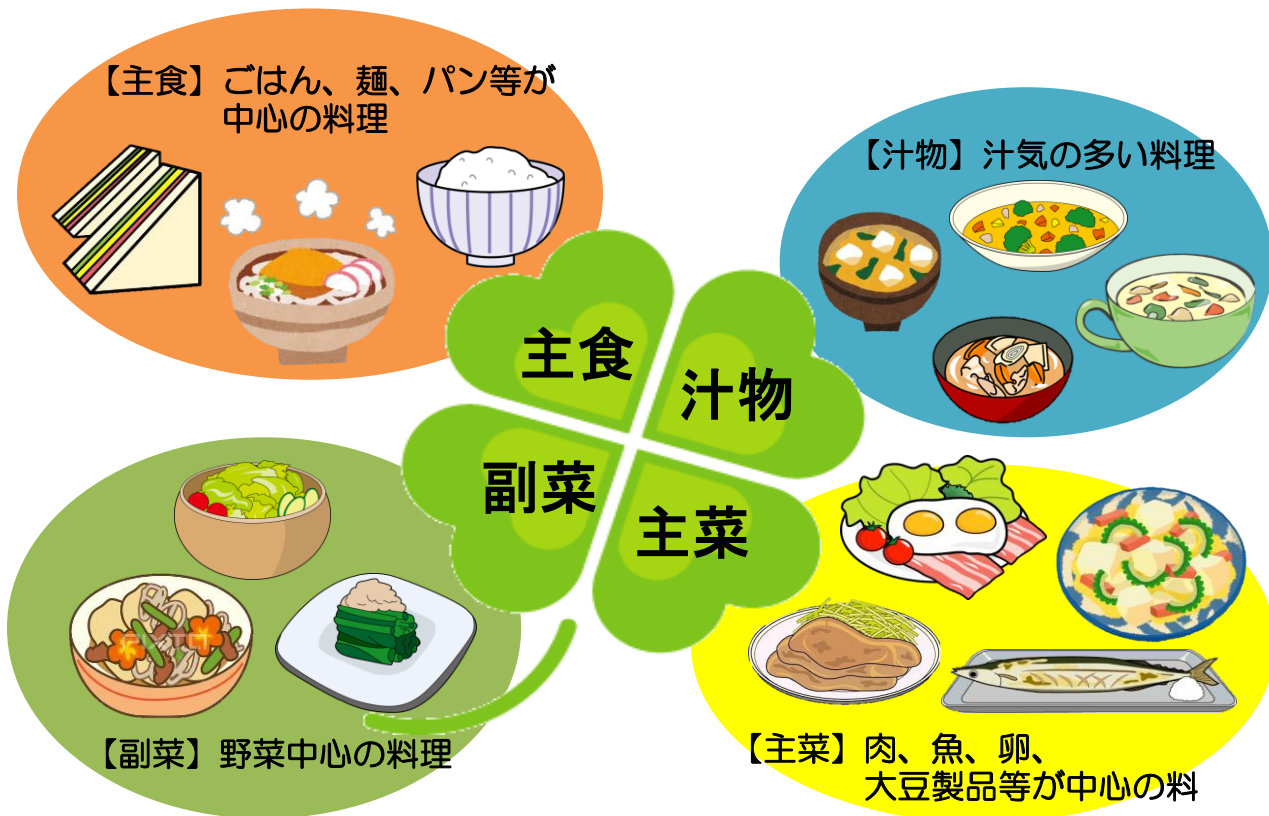 【主食】ごはん、麺、パン等が
中心の料理
【汁物】汁気の多い料理
主食
汁物
副菜
主菜
【副菜】野菜中心の料理
【主菜】肉、魚、卵、
大豆製品等が中心の料